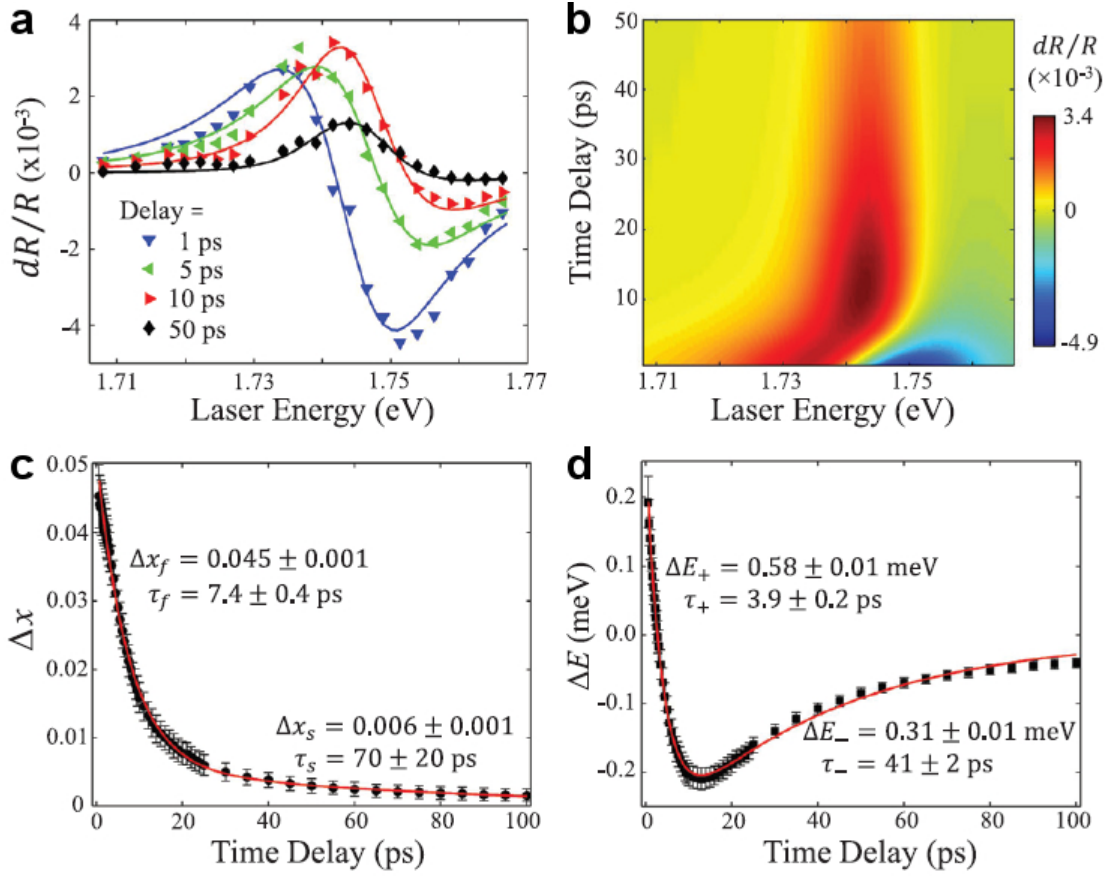 a
4
2
0
-2
-4
dR/R (x10⁻³)
Delay =
1 ps
5 ps
10 ps
50 ps
1.71
1.73
1.75
1.77
Laser Energy (eV)
b
50
40
30
20
10
Time Delay (ps)
1.71
1.73
1.75
Laser Energy (eV)
dR/R
(×10⁻³)
3.4
0
-4.9
c
0.05
0.04
0.03
0.02
0.01
0
Δx
Δx_f = 0.045 ± 0.001
τ_f = 7.4 ± 0.4 ps
Δx_s = 0.006 ± 0.001
τ_s = 70 ± 20 ps
0
20
40
60
80
100
Time Delay (ps)
d
0.2
0.1
0.0
-0.1
-0.2
ΔE (meV)
ΔE₊ = 0.58 ± 0.01 meV
τ₊ = 3.9 ± 0.2 ps
ΔE₋ = 0.31 ± 0.01 meV
τ₋ = 41 ± 2 ps
0
20
40
60
80
100
Time Delay (ps)